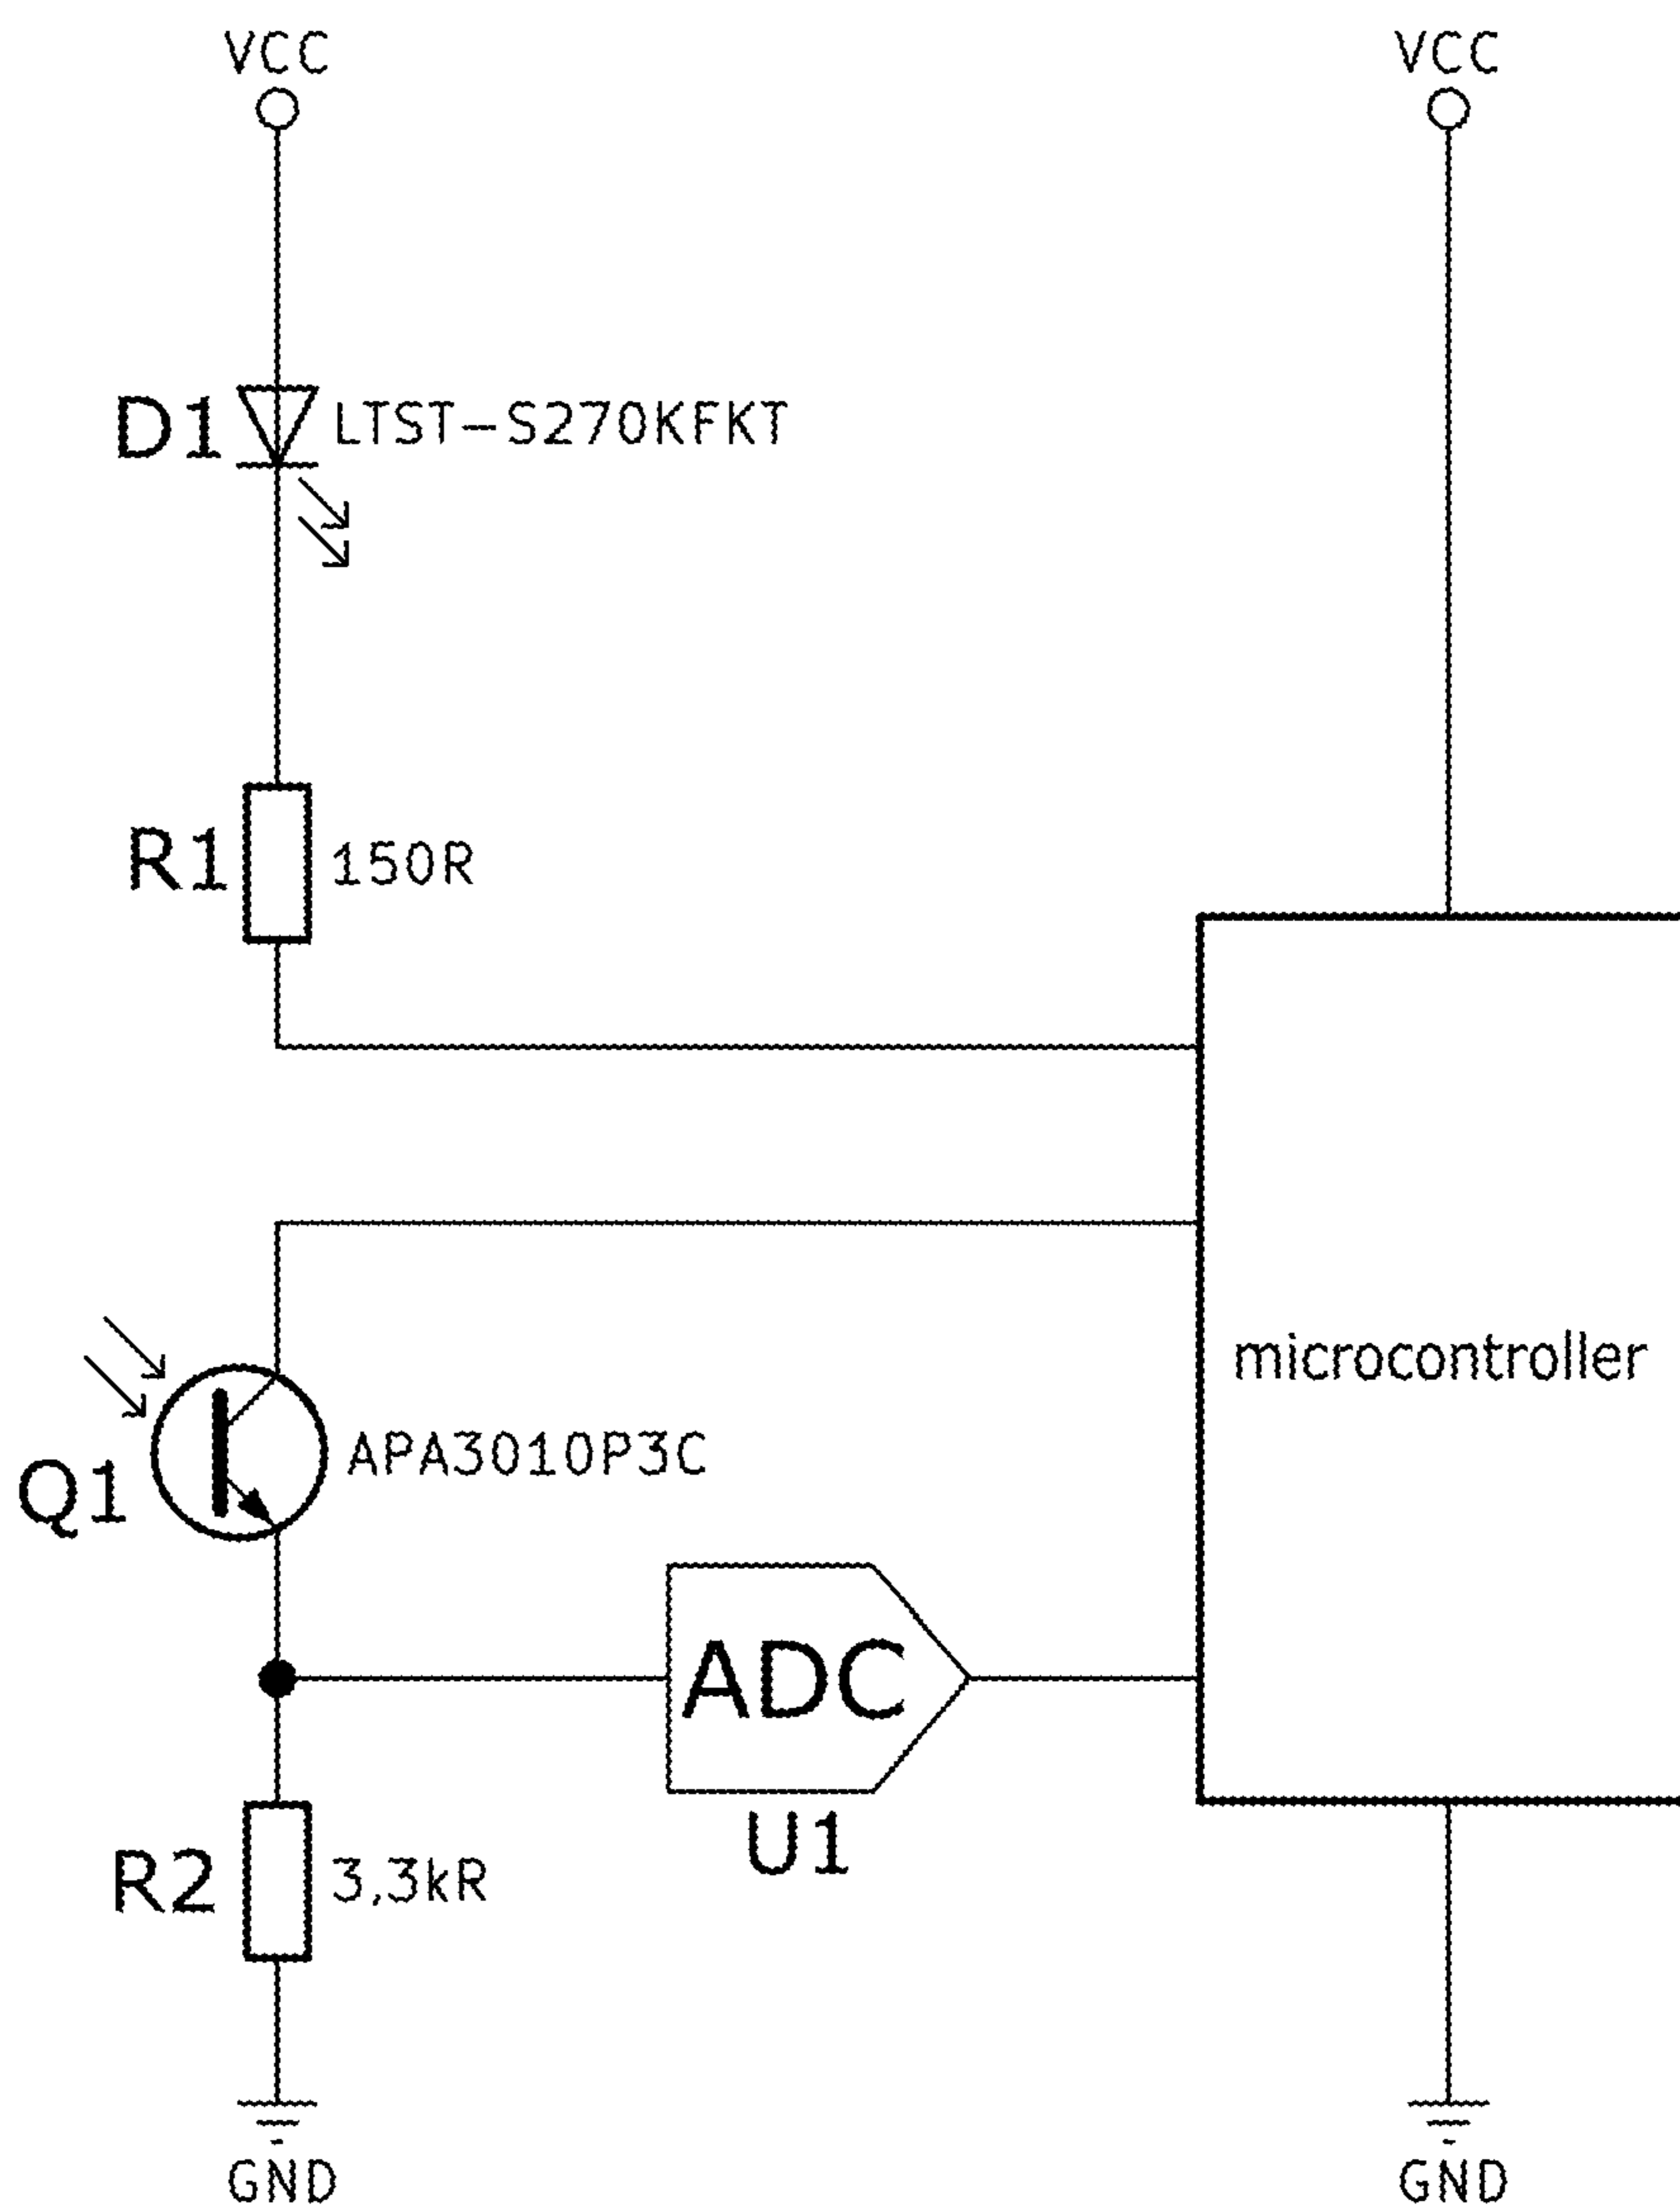 VCC
VCC
D1
LTST-S270KFKT
R1
150R
microcontroller
Q1
APA3010P3C
ADC
U1
R2
3,3kR
GND
GND